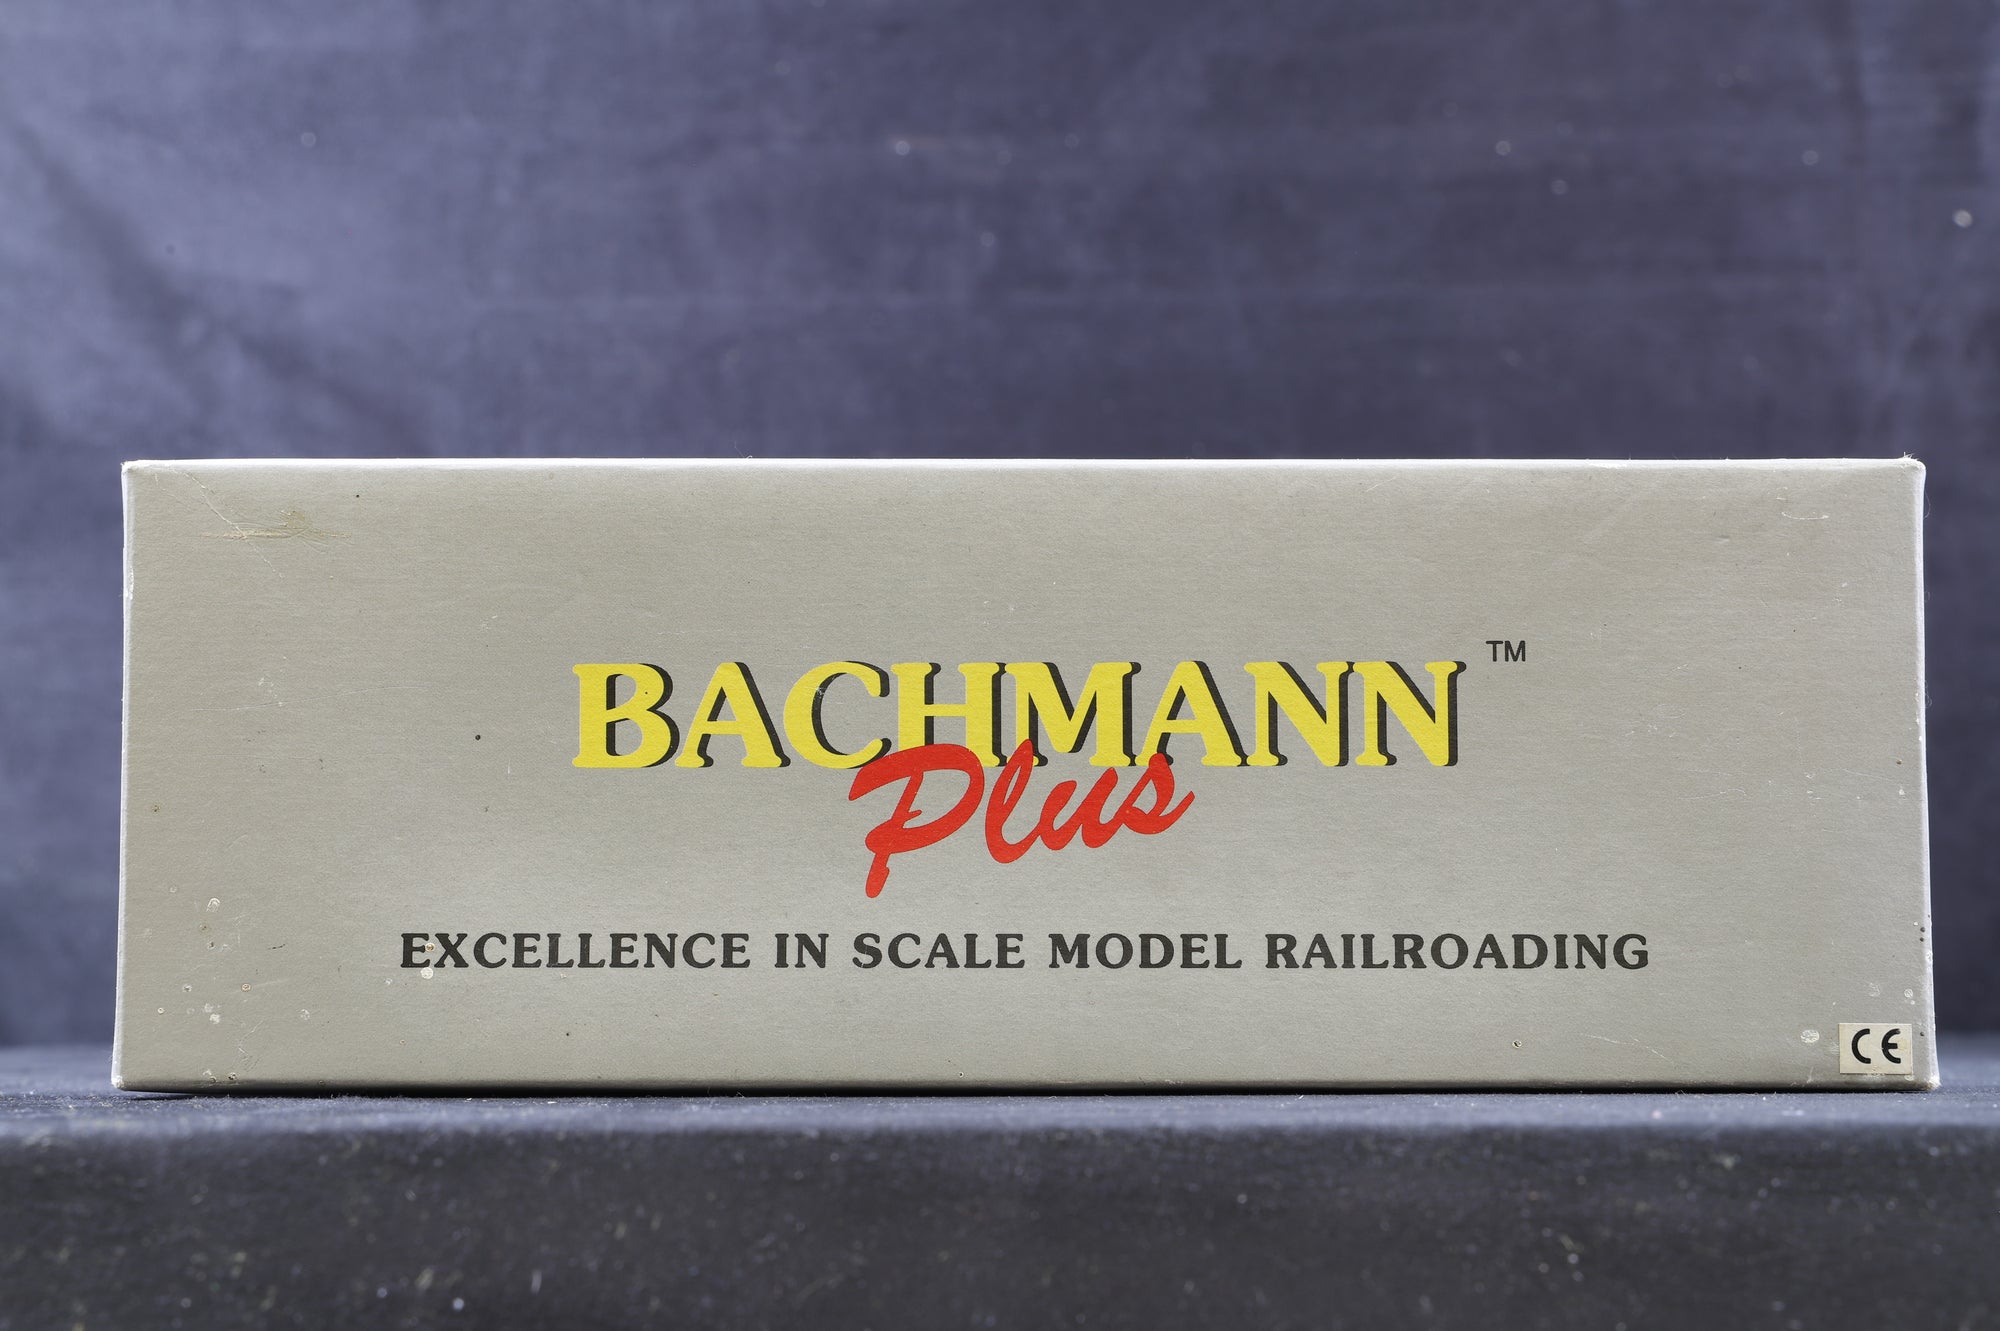 BACHMANN™
Plus
EXCELLENCE IN SCALE MODEL RAILROADING
CE